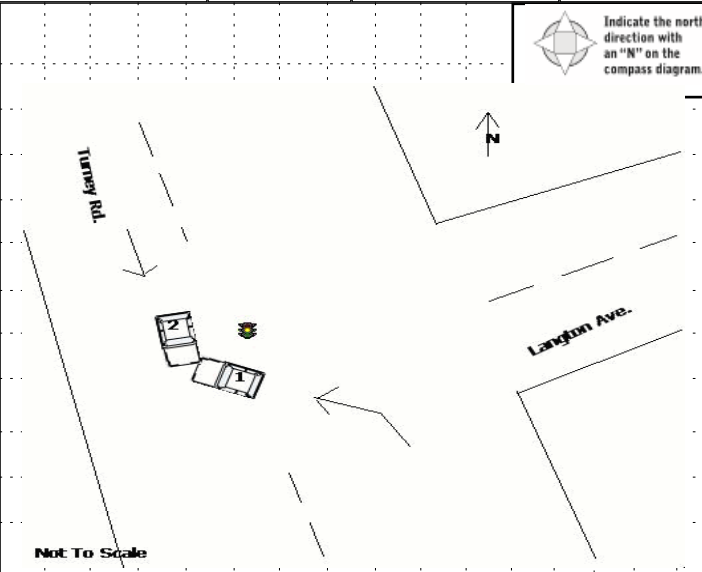 Indicate the north
direction with
an “N” on the
compass diagram.
N
Turney Rd.
2
1
Langton Ave.
Not To Scale